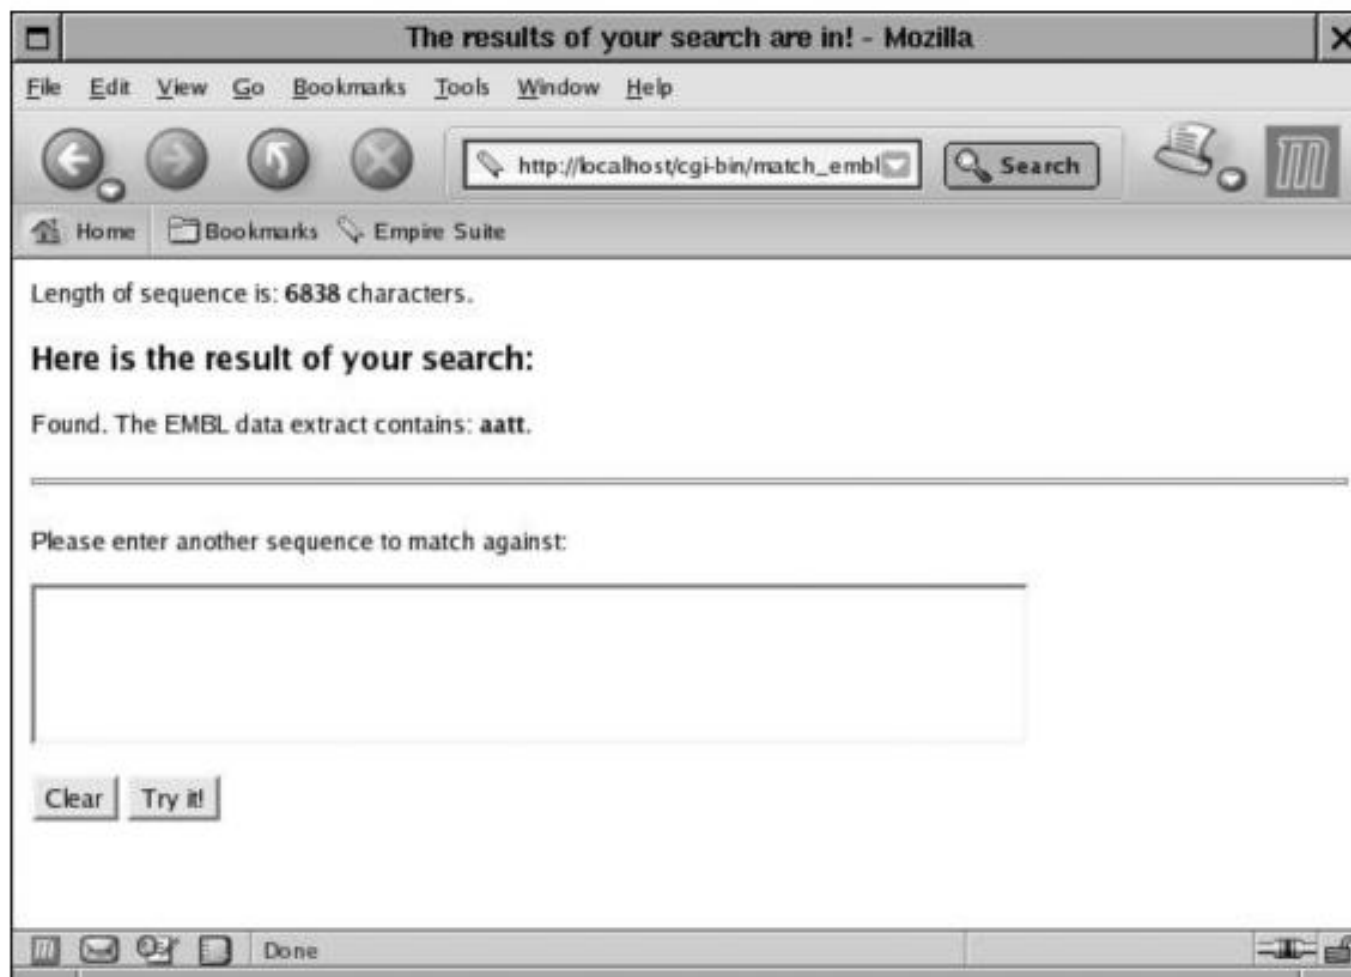 The results of your search are in! - Mozilla
File Edit View Go Bookmarks Tools Window Help
http://localhost/cgi-bin/match_embl Search
Home Bookmarks Empire Suite
Length of sequence is: 6838 characters.
Here is the result of your search:
Found. The EMBL data extract contains: aatt.
Please enter another sequence to match against:
Clear Try it!
Done